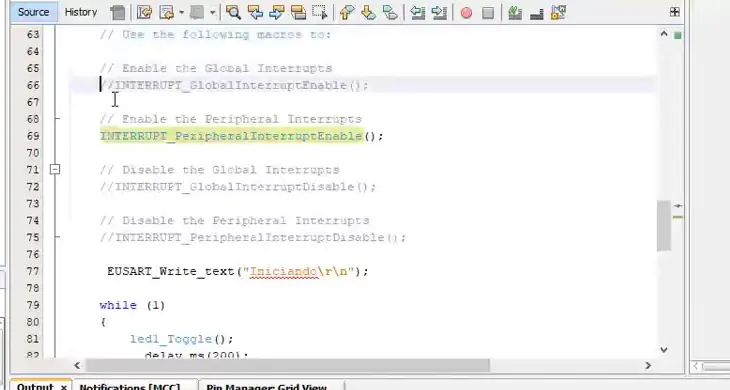 Source History
63 // Use the following macros to:
64
65 // Enable the Global Interrupts
66 //INTERRUPT_GlobalInterruptEnable();
67
68 // Enable the Peripheral Interrupts
69 INTERRUPT_PeripheralInterruptEnable();
70
71 // Disable the Global Interrupts
72 //INTERRUPT_GlobalInterruptDisable();
73
74 // Disable the Peripheral Interrupts
75 //INTERRUPT_PeripheralInterruptDisable();
76
77 EUSART_Write_text("Iniciando\r\n");
78
79 while (1)
80 {
81 led1_Toggle();
82 delay_ms(200);
Output × Notifications [MCC] Pin Manager: Grid View